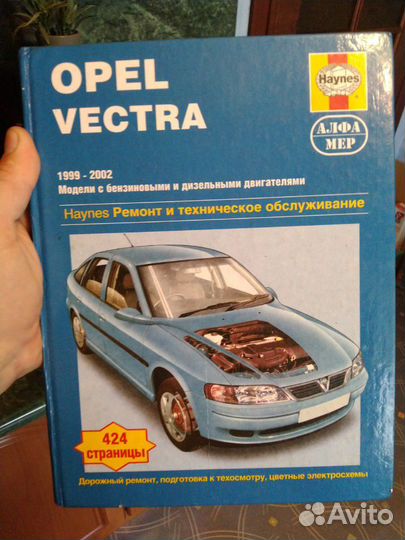 OPEL
VECTRA
Haynes
АЛФА
МЕР
1999 - 2002
Модели с бензиновыми и дизельными двигателями
Haynes Ремонт и техническое обслуживание
424
страницы
Дорожный ремонт, подготовка к техосмотру, цветные электросхемы
Avito